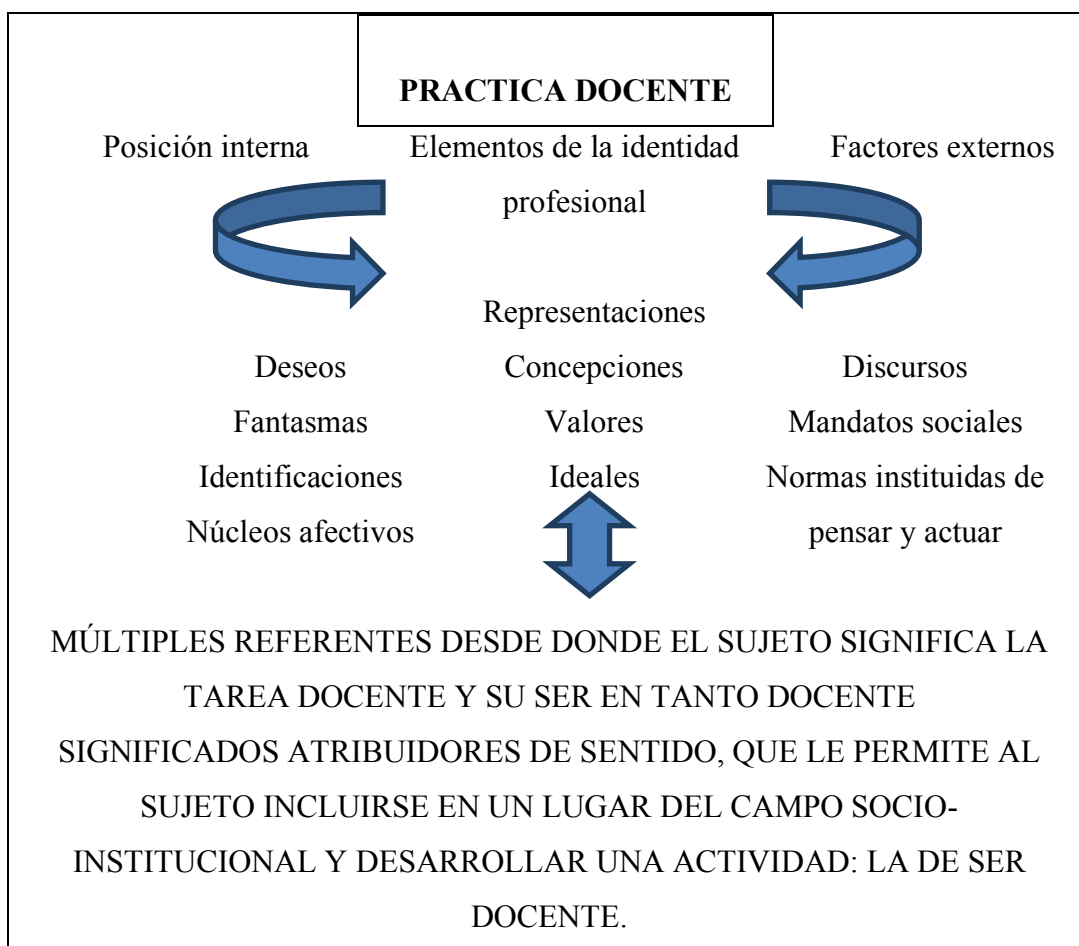 PRACTICA DOCENTE
Posición interna
Elementos de la identidad
profesional
Factores externos
Deseos
Fantasmas
Identificaciones
Núcleos afectivos
Representaciones
Concepciones
Valores
Ideales
Discursos
Mandatos sociales
Normas instituidas de
pensar y actuar
MÚLTIPLES REFERENTES DESDE DONDE EL SUJETO SIGNIFICA LA
TAREA DOCENTE Y SU SER EN TANTO DOCENTE
SIGNIFICADOS ATRIBUIDORES DE SENTIDO, QUE LE PERMITE AL
SUJETO INCLUIRSE EN UN LUGAR DEL CAMPO SOCIO-
INSTITUCIONAL Y DESARROLLAR UNA ACTIVIDAD: LA DE SER
DOCENTE.